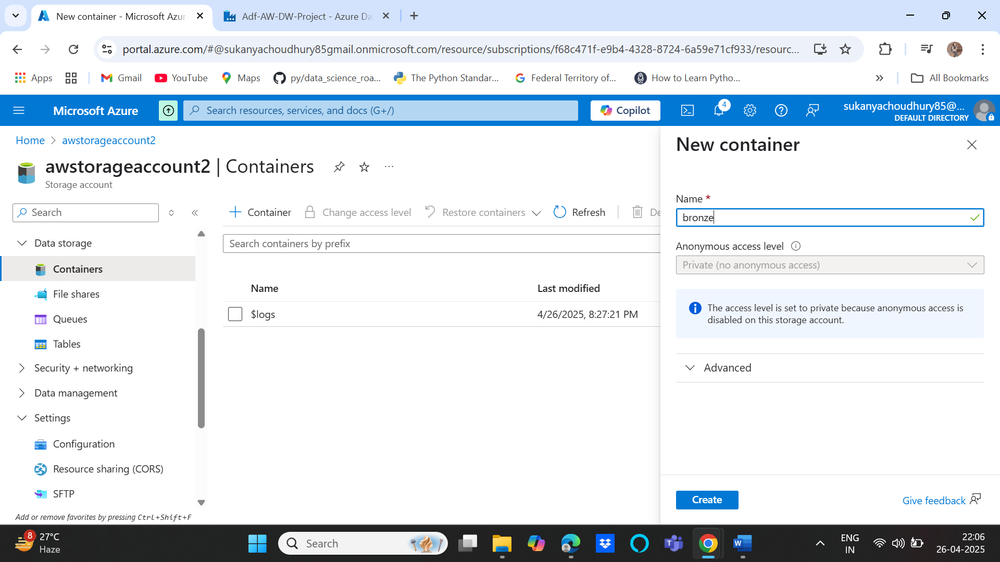 New container - Microsoft Azur
Adf-AW-DW-Project - Azure Da
portal.azure.com/#@sukanyachoudhury85gmail.onmicrosoft.com/resource/subscriptions/f68c471f-e9b4-4328-8724-6a59e71cf933/resourc...
Apps
Gmail
YouTube
Maps
py/data_science_roa...
The Python Standar...
Federal Territory of...
How to Learn Pytho...
All Bookmarks
Microsoft Azure
Search resources, services, and docs (G+/)
Copilot
4
sukanyachoudhury85@...
DEFAULT DIRECTORY
Home > awstorageaccount2
awstorageaccount2 | Containers
Storage account
Search
Data storage
Containers
File shares
Queues
Tables
Security + networking
Data management
Settings
Configuration
Resource sharing (CORS)
SFTP
Add or remove favorites by pressing Ctrl+Shift+F
Container
Change access level
Restore containers
Refresh
De
Search containers by prefix
Name Last modified
$logs 4/26/2025, 8:27:21 PM
New container
Name *
bronze
Anonymous access level
Private (no anonymous access)
The access level is set to private because anonymous access is
disabled on this storage account.
Advanced
Create
Give feedback
8
27°C
Haze
Search
ENG
IN
22:06
26-04-2025